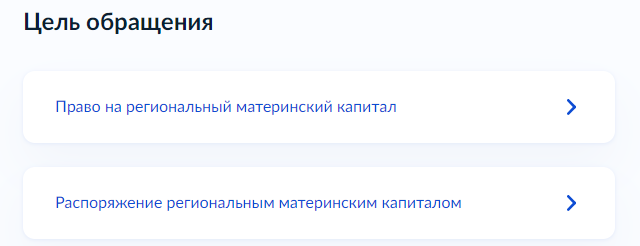 Цель обращения
Право на региональный материнский капитал
Распоряжение региональным материнским капиталом